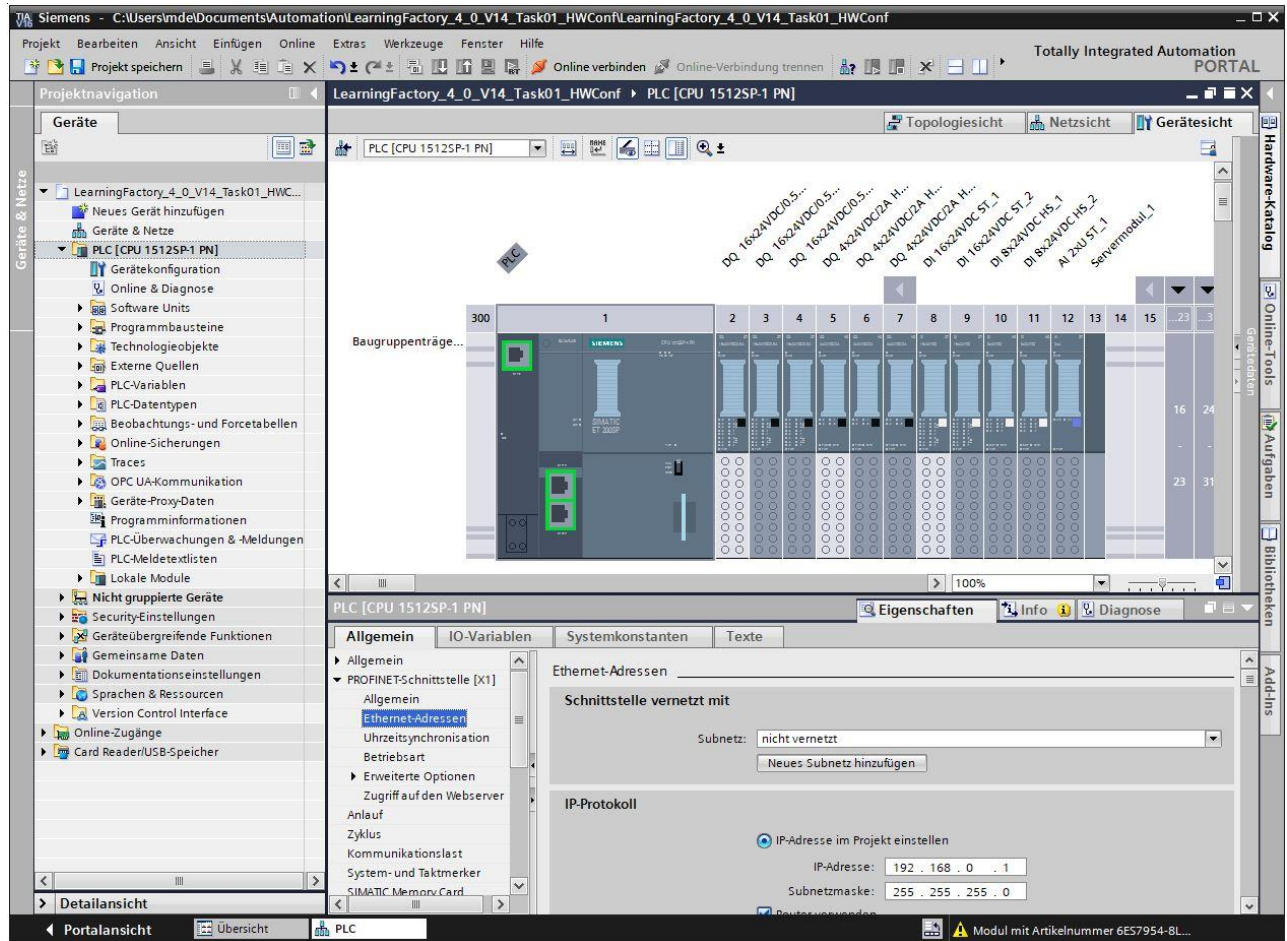 Siemens - C:\Users\mde\Documents\Automation\LearningFactory_4_0_V14_Task01_HWConf\LearningFactory_4_0_V14_Task01_HWConf
Projekt Bearbeiten Ansicht Einfügen Online Extras Werkzeuge Fenster Hilfe
Totally Integrated Automation
PORTAL
Projekt speichern Online verbinden Online-Verbindung trennen
Projektnavigation
LearningFactory_4_0_V14_Task01_HWConf PLC [CPU 1512SP-1 PN]
Geräte
Topologiesicht Netzsicht Gerätesicht
PLC [CPU 1512SP-1 PN]
Geräte & Netze
LearningFactory_4_0_V14_Task01_HWC...
Neues Gerät hinzufügen
Geräte & Netze
PLC [CPU 1512SP-1 PN]
Gerätekonfiguration
Online & Diagnose
Software Units
Programmbausteine
Technologieobjekte
Externe Quellen
PLC-Variablen
PLC-Datentypen
Beobachtungs- und Forcetabellen
Online-Sicherungen
Traces
OPC UA-Kommunikation
Geräte-Proxy-Daten
Programminformationen
PLC-Überwachungen & -Meldungen
PLC-Meldetextlisten
Lokale Module
Nicht gruppierte Geräte
Security-Einstellungen
Geräteübergreifende Funktionen
Gemeinsame Daten
Dokumentationseinstellungen
Sprachen & Ressourcen
Version Control Interface
Online-Zugänge
Card Reader/USB-Speicher
Detailansicht
PLC
DQ 16x24VDC/0.5...
DQ 16x24VDC/0.5...
DQ 16x24VDC/0.5...
DQ 4x24VDC/2A H...
DQ 4x24VDC/2A H...
DQ 4x24VDC/2A H...
DI 16x24VDC ST_1
DI 16x24VDC ST_2
DI 8x24VDC HS_1
DI 8x24VDC HS_2
AI 2xU ST_1
Servermodul_1
300 1 2 3 4 5 6 7 8 9 10 11 12 13 14 15 ...23 ...3
Baugruppenträge...
SIEMENS
SIMATIC
ET 200SP
16 24
- -
23 31
Gerätedaten
100%
PLC [CPU 1512SP-1 PN]
Eigenschaften Info Diagnose
Allgemein IO-Variablen Systemkonstanten Texte
Allgemein
PROFINET-Schnittstelle [X1]
Allgemein
Ethernet-Adressen
Uhrzeitsynchronisation
Betriebsart
Erweiterte Optionen
Zugriff auf den Webserver
Anlauf
Zyklus
Kommunikationslast
System- und Taktmerker
SIMATIC Memory Card
Ethernet-Adressen
Schnittstelle vernetzt mit
Subnetz: nicht vernetzt
Neues Subnetz hinzufügen
IP-Protokoll
IP-Adresse im Projekt einstellen
IP-Adresse: 192 . 168 . 0 . 1
Subnetzmaske: 255 . 255 . 255 . 0
Router verwenden
Hardware-Katalog
Online-Tools
Aufgaben
Bibliotheken
Add-Ins
Portalansicht Übersicht PLC
Modul mit Artikelnummer 6ES7954-8L...